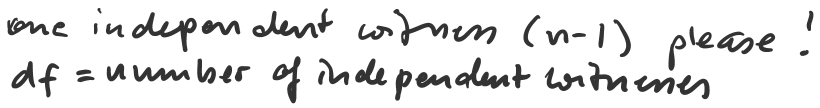 one independent witness (n-1) please!
df = number of independent witnesses